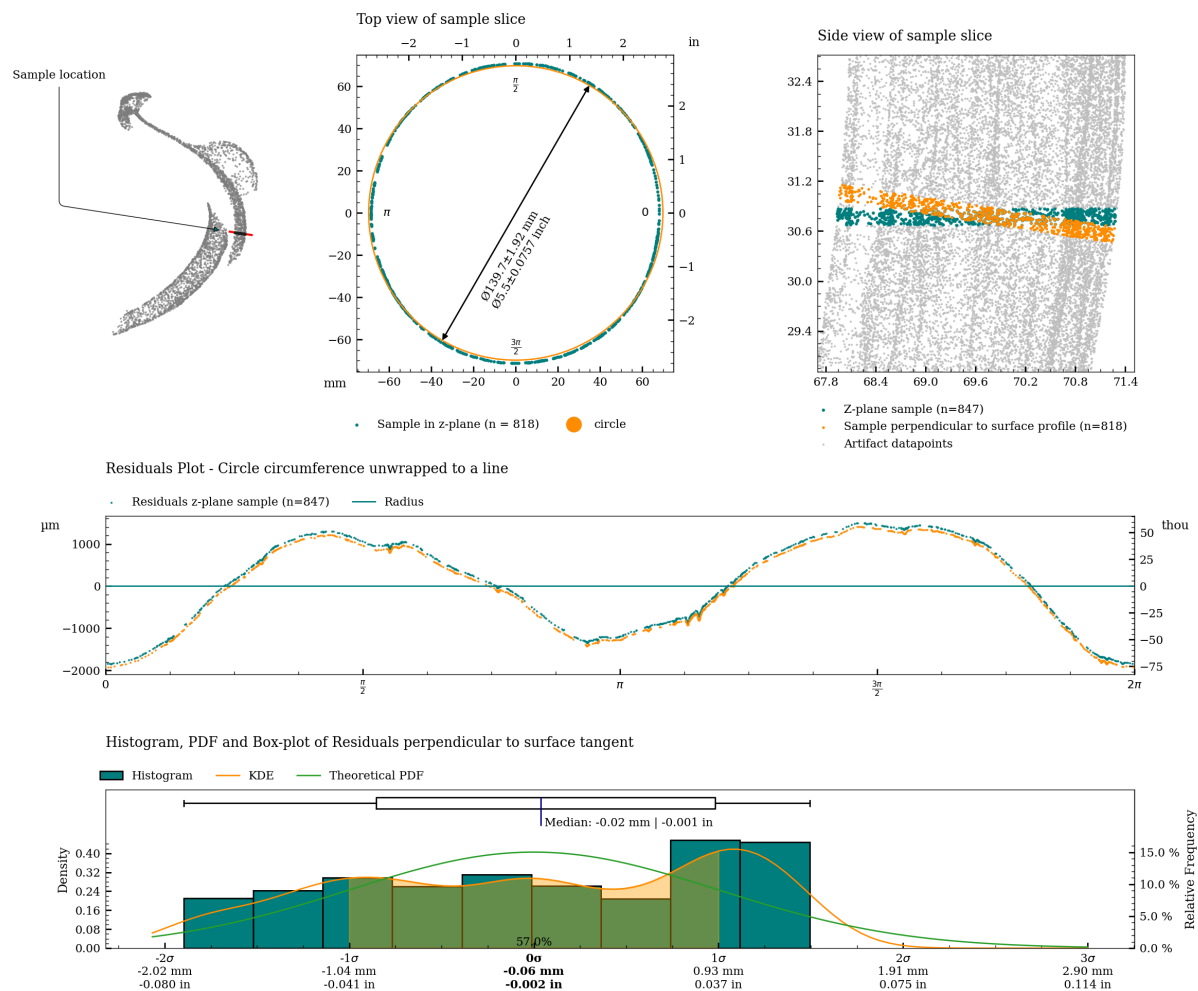 Top view of sample slice
Side view of sample slice
Sample location
−2 −1 0 1 2 in
60
40
20
0
−20
−40
−60
2
1
0
−1
−2
π/2
π
0
3π/2
Ø139.7±1.92 mm
Ø5.5±0.0757 inch
mm −60 −40 −20 0 20 40 60
Sample in z-plane (n = 818) circle
32.4
31.8
31.2
30.6
30.0
29.4
67.8 68.4 69.0 69.6 70.2 70.8 71.4
Z-plane sample (n=847)
Sample perpendicular to surface profile (n=818)
Artifact datapoints
Residuals Plot - Circle circumference unwrapped to a line
Residuals z-plane sample (n=847) Radius
µm
1000
0
−1000
−2000
thou
50
25
0
−25
−50
−75
0 π/2 π 3π/2 2π
Histogram, PDF and Box-plot of Residuals perpendicular to surface tangent
Histogram KDE Theoretical PDF
Median: -0.02 mm | -0.001 in
Density
0.40
0.32
0.24
0.16
0.08
0.00
57.0%
15.0 %
10.0 %
5.0 %
0.0 %
Relative Frequency
-2σ -1σ 0σ 1σ 2σ 3σ
-2.02 mm -1.04 mm -0.06 mm 0.93 mm 1.91 mm 2.90 mm
-0.080 in -0.041 in -0.002 in 0.037 in 0.075 in 0.114 in